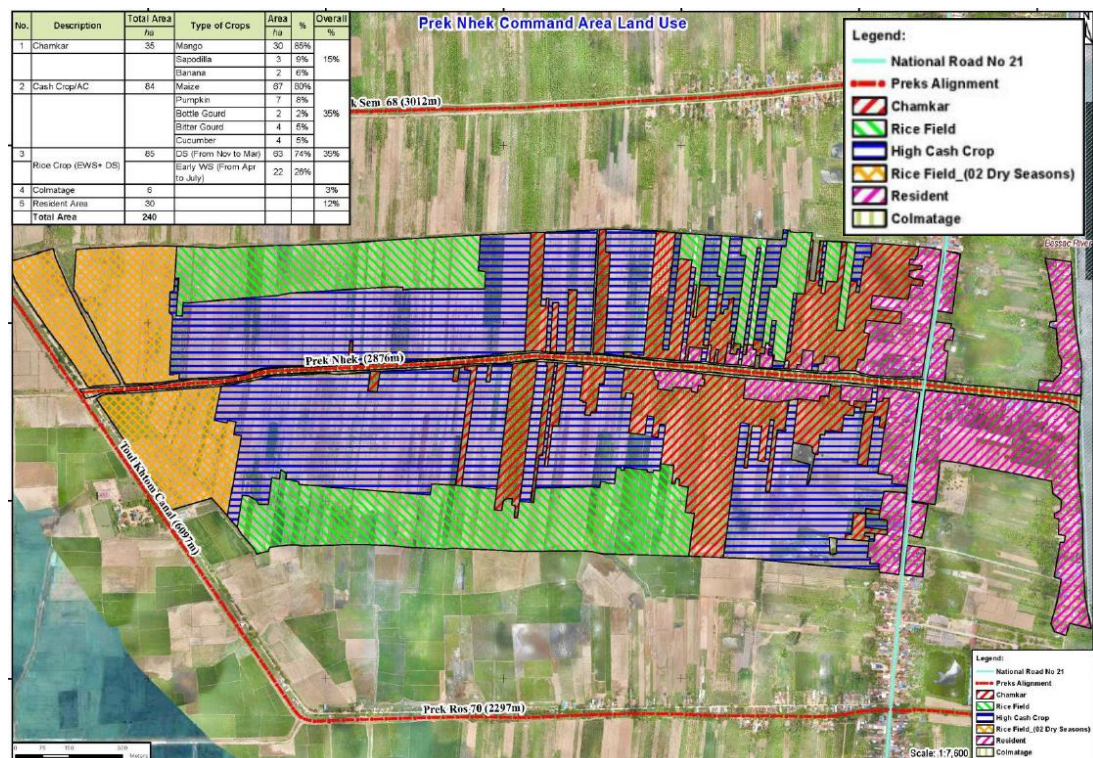 Prek Nhek Command Area Land Use
No. Description Total Area Type of Crops Area % Overall
ha ha %
1 Chamkar 35 Mango 30 85% 15%
Sapodilla 3 9%
Banana 2 6%
2 Cash Crop/AC 84 Maize 67 80% 35%
Pumpkin 7 8%
Bottle Gourd 2 2%
Bitter Gourd 4 5%
Cucumber 4 5%
3 Rice Crop (EWS+ DS) 85 DS (From Nov to Mar) 63 74% 35%
Early WS (From Apr
to July) 22 26%
4 Colmatage 6 3%
5 Resident Area 30 12%
Total Area 240
Legend:
National Road No 21
Preks Alignment
Chamkar
Rice Field
High Cash Crop
Rice Field_(02 Dry Seasons)
Resident
Colmatage
Sem 68 (3012m)
Bassac River
Prek Nhek (2876m)
Toul Khtom Canal (6097m)
Prek Ros 70 (2297m)
Legend:
National Road No 21
Preks Alignment
Chamkar
Rice Field
High Cash Crop
Rice Field_(02 Dry Seasons)
Resident
Colmatage
Scale: 1:7,600
Meters